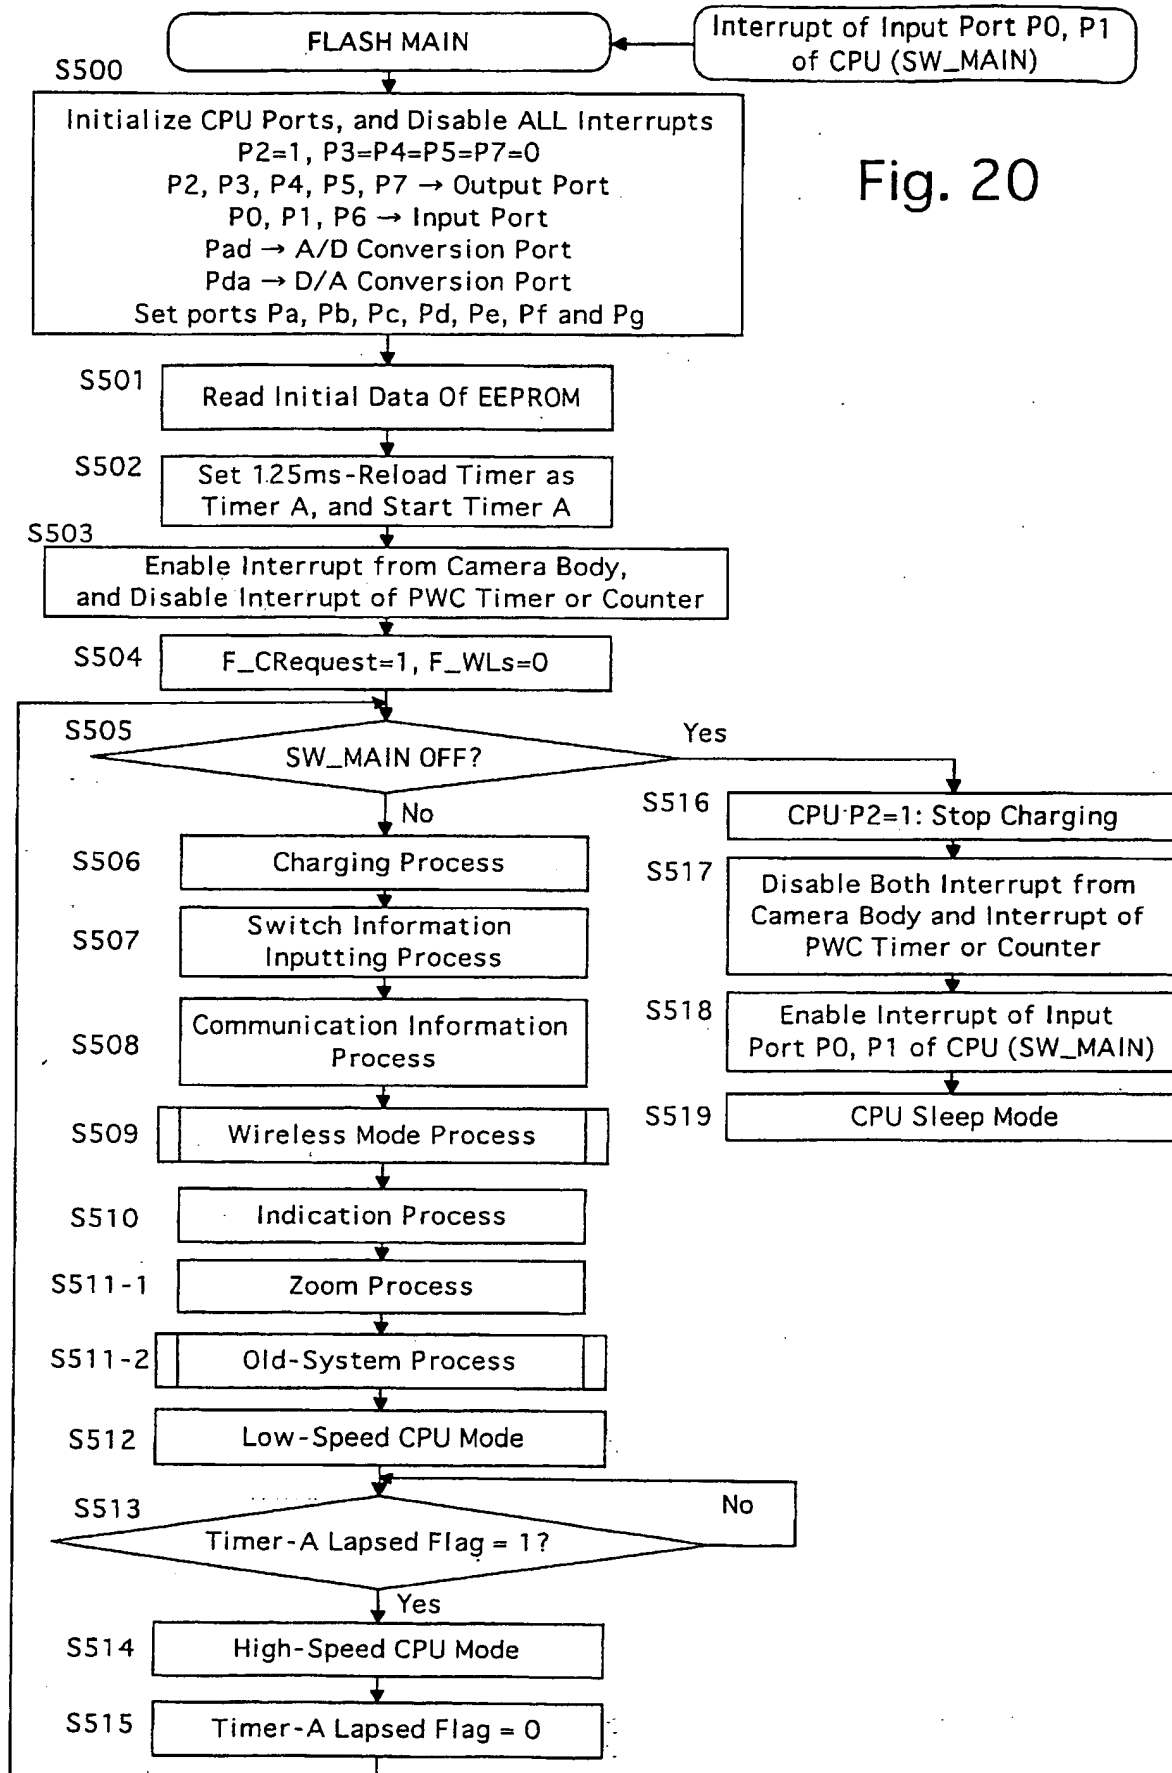 FLASH MAIN
Interrupt of Input Port P0, P1
of CPU (SW_MAIN)
Fig. 20
S500
Initialize CPU Ports, and Disable ALL Interrupts
P2=1, P3=P4=P5=P7=0
P2, P3, P4, P5, P7 → Output Port
P0, P1, P6 → Input Port
Pad → A/D Conversion Port
Pda → D/A Conversion Port
Set ports Pa, Pb, Pc, Pd, Pe, Pf and Pg
S501
Read Initial Data Of EEPROM
S502
Set 125ms-Reload Timer as
Timer A, and Start Timer A
S503
Enable Interrupt from Camera Body,
and Disable Interrupt of PWC Timer or Counter
S504
F_CRequest=1, F_WLs=0
S505
SW_MAIN OFF?
Yes
No
S506
Charging Process
S507
Switch Information
Inputting Process
S508
Communication Information
Process
S509
Wireless Mode Process
S510
Indication Process
S511-1
Zoom Process
S511-2
Old-System Process
S512
Low-Speed CPU Mode
S513
Timer-A Lapsed Flag = 1?
No
Yes
S514
High-Speed CPU Mode
S515
Timer-A Lapsed Flag = 0
S516
CPU P2=1: Stop Charging
S517
Disable Both Interrupt from
Camera Body and Interrupt of
PWC Timer or Counter
S518
Enable Interrupt of Input
Port P0, P1 of CPU (SW_MAIN)
S519
CPU Sleep Mode